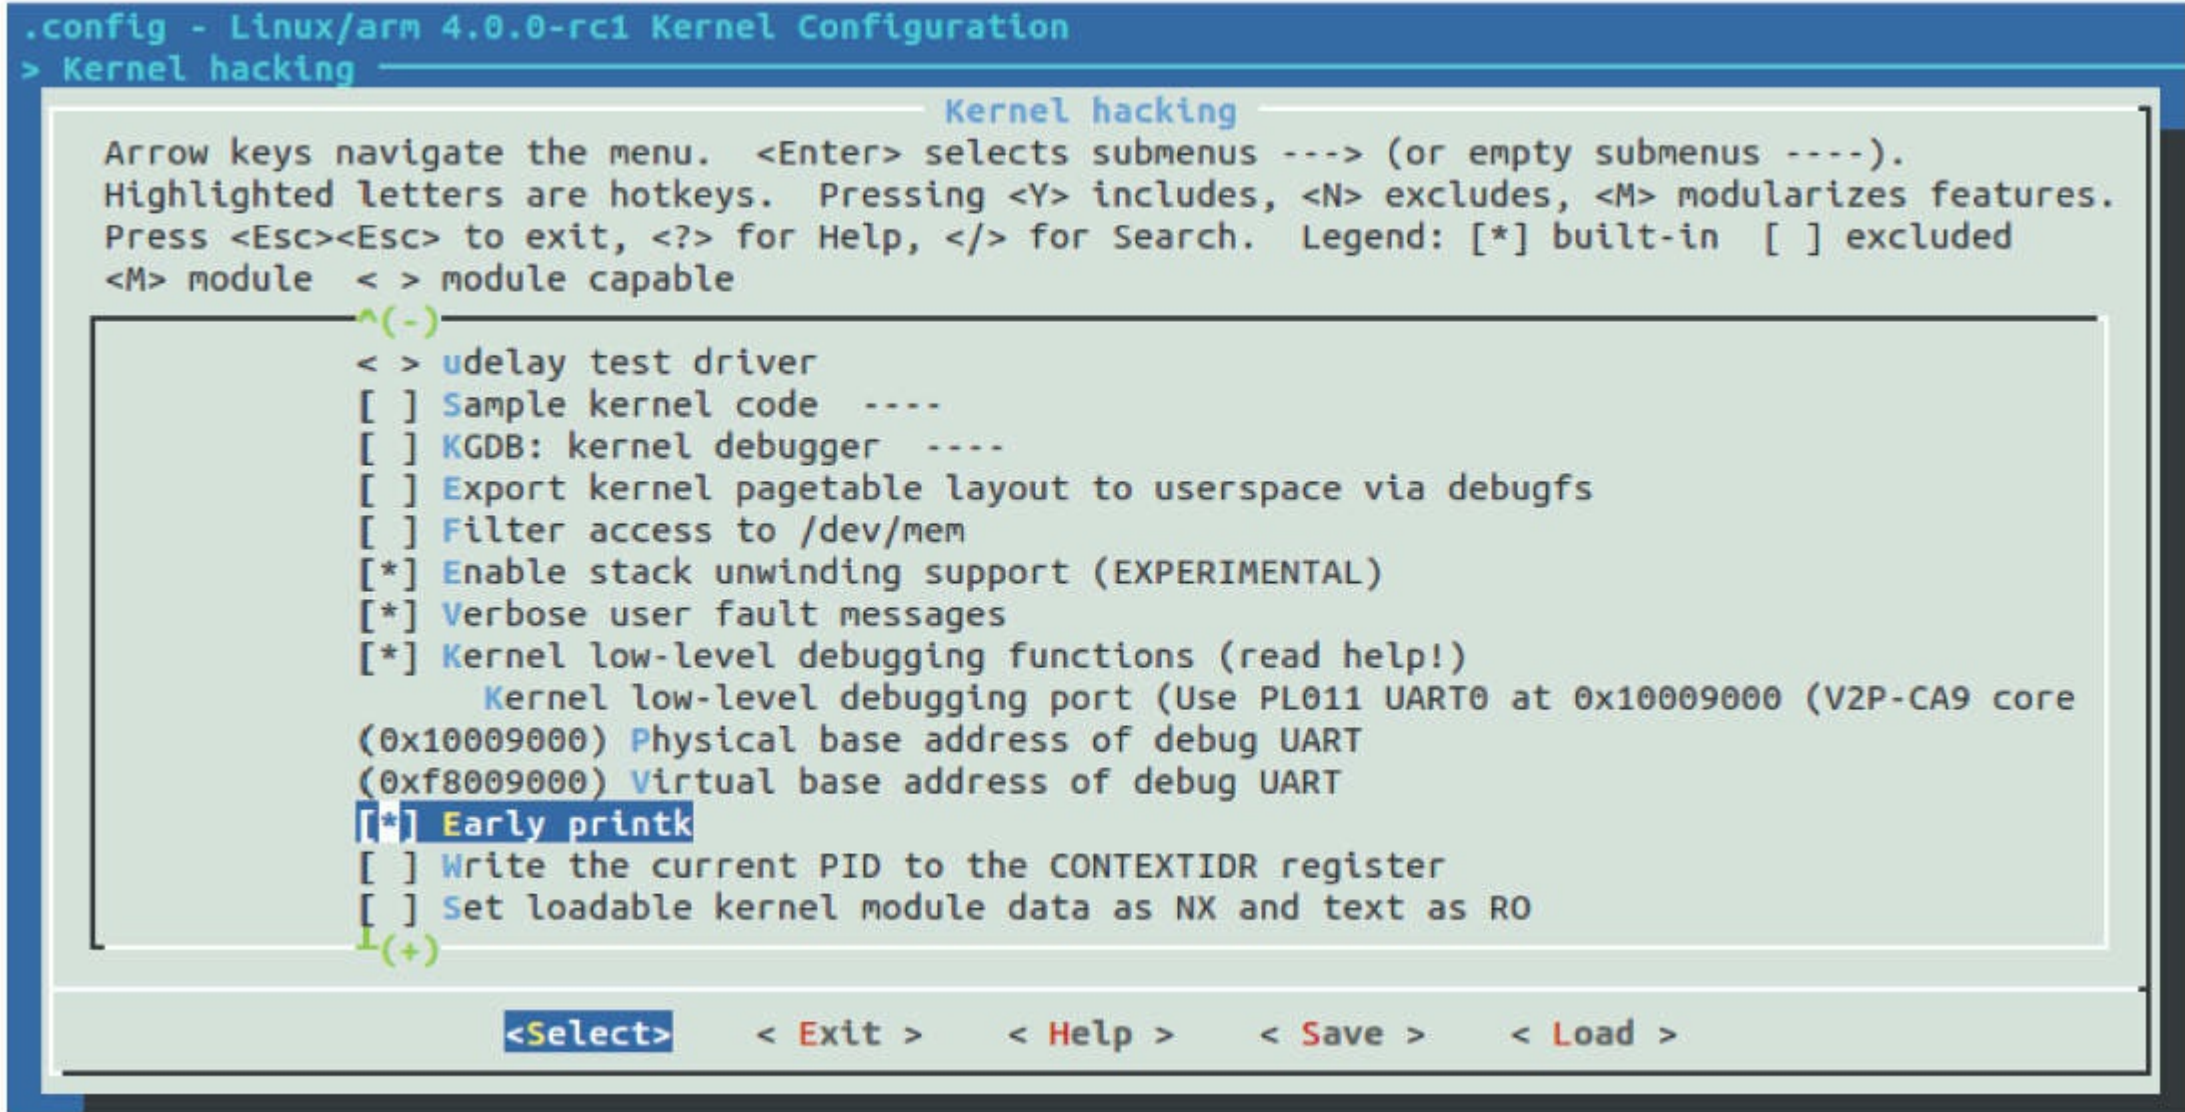 .config - Linux/arm 4.0.0-rc1 Kernel Configuration
> Kernel hacking
Kernel hacking
Arrow keys navigate the menu.  <Enter> selects submenus ---> (or empty submenus ----).
Highlighted letters are hotkeys.  Pressing <Y> includes, <N> excludes, <M> modularizes features.
Press <Esc><Esc> to exit, <?> for Help, </> for Search.  Legend: [*] built-in  [ ] excluded
<M> module  < > module capable
^(-)
< > udelay test driver
[ ] Sample kernel code  ----
[ ] KGDB: kernel debugger  ----
[ ] Export kernel pagetable layout to userspace via debugfs
[ ] Filter access to /dev/mem
[*] Enable stack unwinding support (EXPERIMENTAL)
[*] Verbose user fault messages
[*] Kernel low-level debugging functions (read help!)
Kernel low-level debugging port (Use PL011 UART0 at 0x10009000 (V2P-CA9 core
(0x10009000) Physical base address of debug UART
(0xf8009000) Virtual base address of debug UART
[*] Early printk
[ ] Write the current PID to the CONTEXTIDR register
[ ] Set loadable kernel module data as NX and text as RO
┴(+)
<Select>    < Exit >    < Help >    < Save >    < Load >